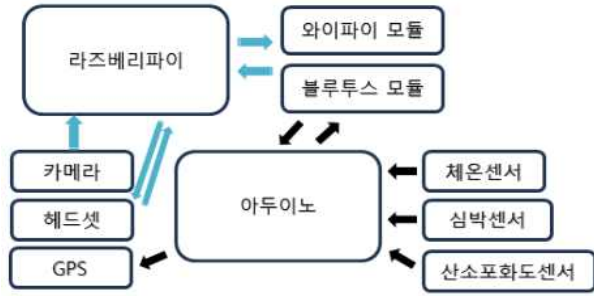 라즈베리파이
와이파이 모듈
블루투스 모듈
카메라
헤드셋
GPS
아두이노
체온센서
심박센서
산소포화도센서